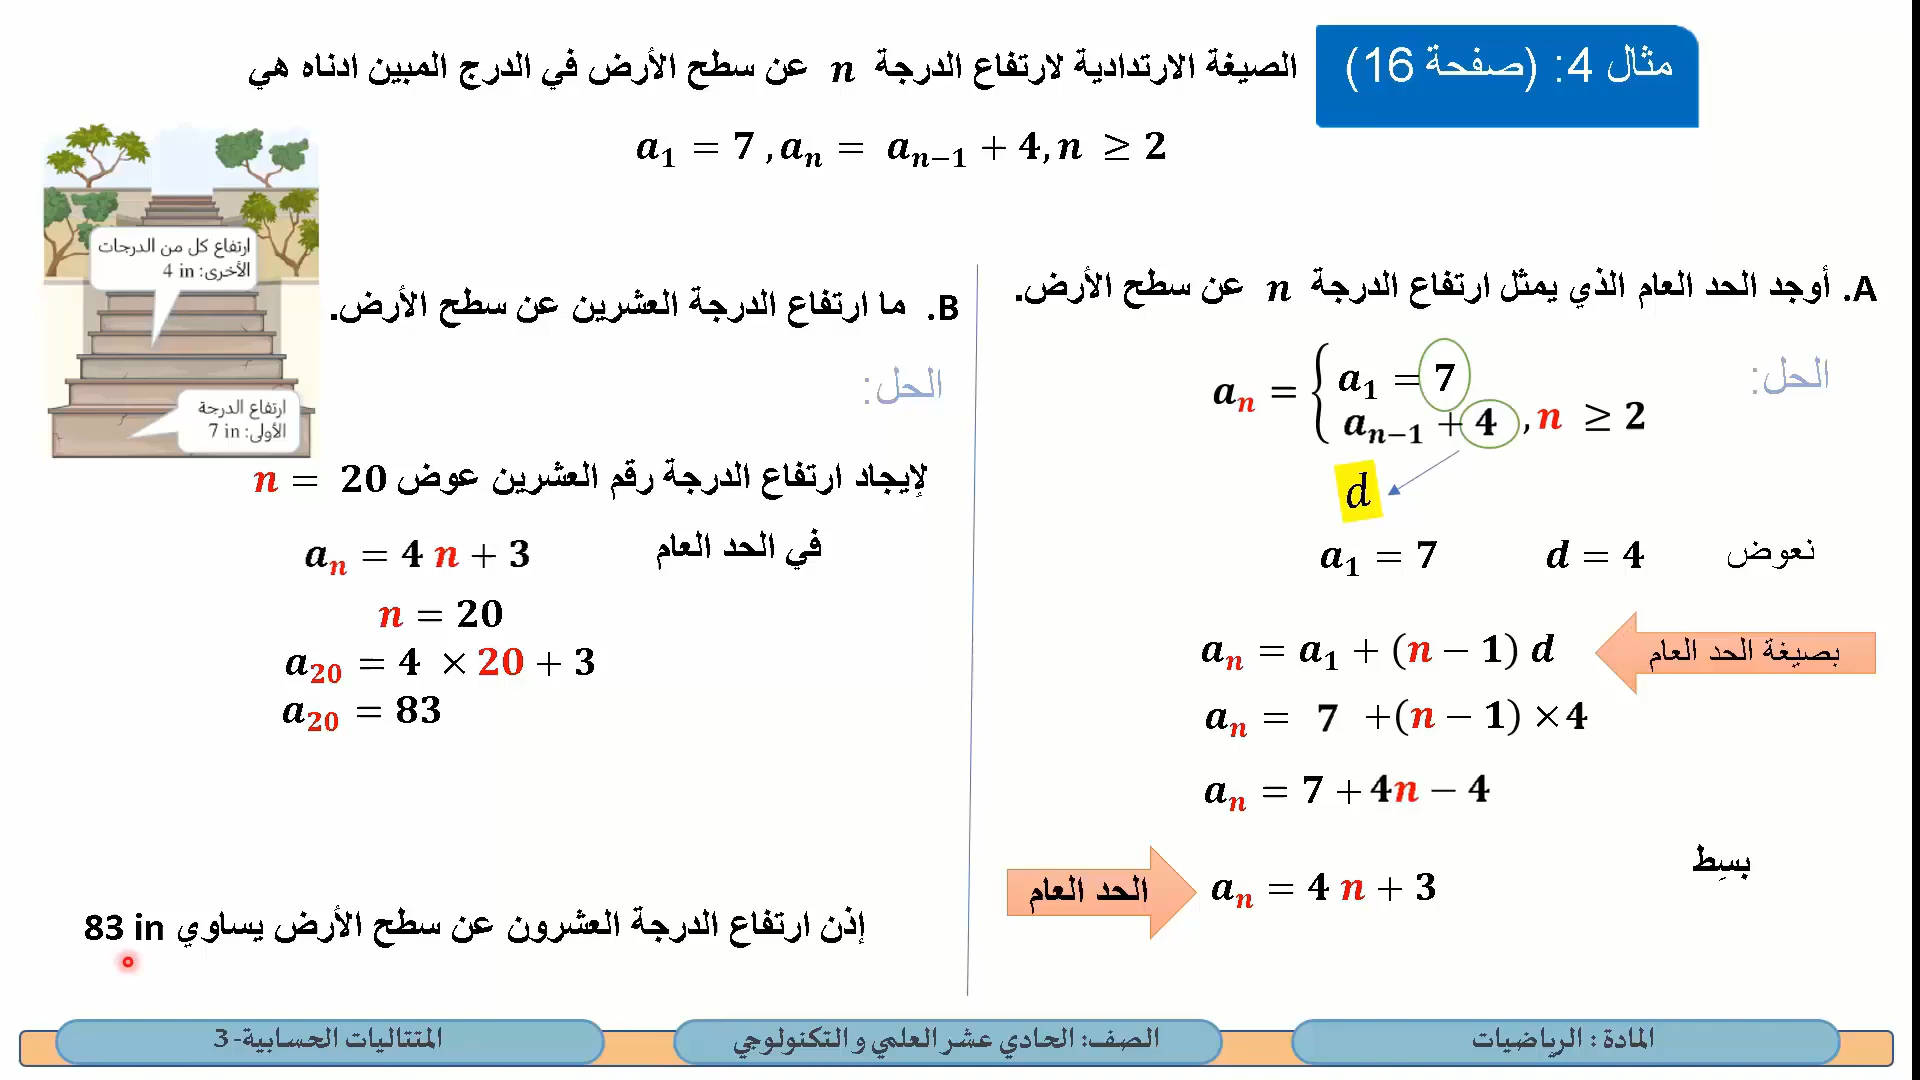 مثال 4: (صفحة 16)
الصيغة الارتدادية لارتفاع الدرجة n عن سطح الأرض في الدرج المبين ادناه هي
a₁ = 7 , aₙ = aₙ₋₁ + 4, n ≥ 2
A. أوجد الحد العام الذي يمثل ارتفاع الدرجة n عن سطح الأرض.
الحل:
aₙ = { a₁ = 7
aₙ₋₁ + 4 , n ≥ 2
d
نعوض d = 4 a₁ = 7
بصيغة الحد العام
aₙ = a₁ + (n − 1) d
aₙ = 7 +(n − 1) ×4
aₙ = 7 + 4n − 4
بسِط
الحد العام
aₙ = 4 n + 3
B. ما ارتفاع الدرجة العشرين عن سطح الأرض.
الحل:
ارتفاع كل من الدرجات
الأخرى: 4 in
ارتفاع الدرجة
الأولى: 7 in
لإيجاد ارتفاع الدرجة رقم العشرين عوض n = 20
في الحد العام aₙ = 4 n + 3
n = 20
a₂₀ = 4 × 20 + 3
a₂₀ = 83
إذن ارتفاع الدرجة العشرون عن سطح الأرض يساوي 83 in
المادة : الرياضيات
الصف: الحادي عشر العلمي و التكنولوجي
المتتاليات الحسابية- 3